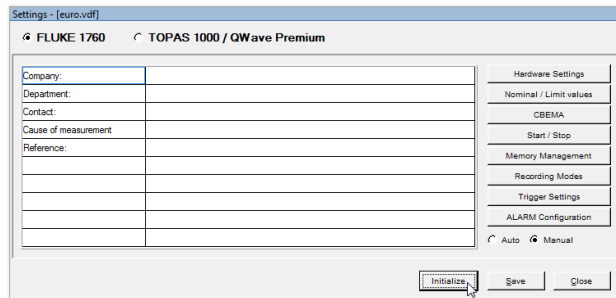 Settings - [euro.vdf]
FLUKE 1760 TOPAS 1000 / QWave Premium
Company:
Department:
Contact:
Cause of measurement
Reference:
Hardware Settings
Nominal / Limit values
CBEMA
Start / Stop
Memory Management
Recording Modes
Trigger Settings
ALARM Configuration
Auto Manual
Initialize Save Close